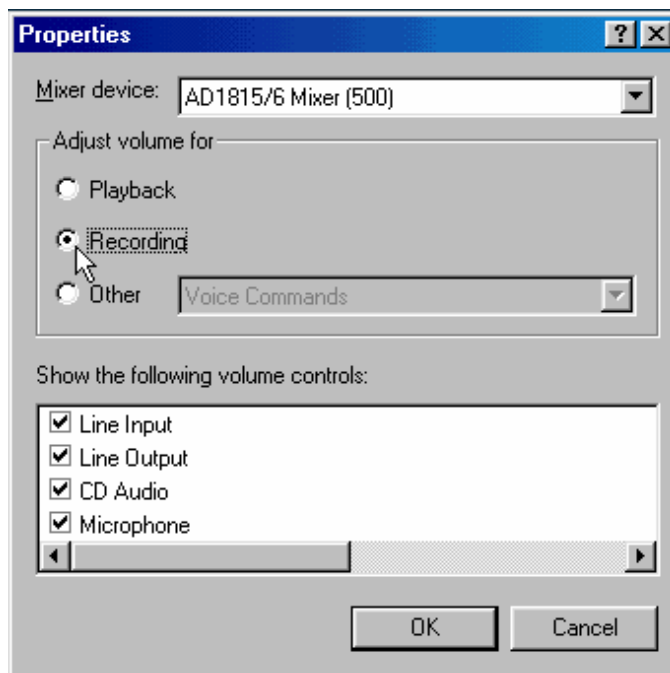 Properties
Mixer device: AD1815/6 Mixer (500)
Adjust volume for
Playback
Recording
Other Voice Commands
Show the following volume controls:
Line Input
Line Output
CD Audio
Microphone
OK Cancel